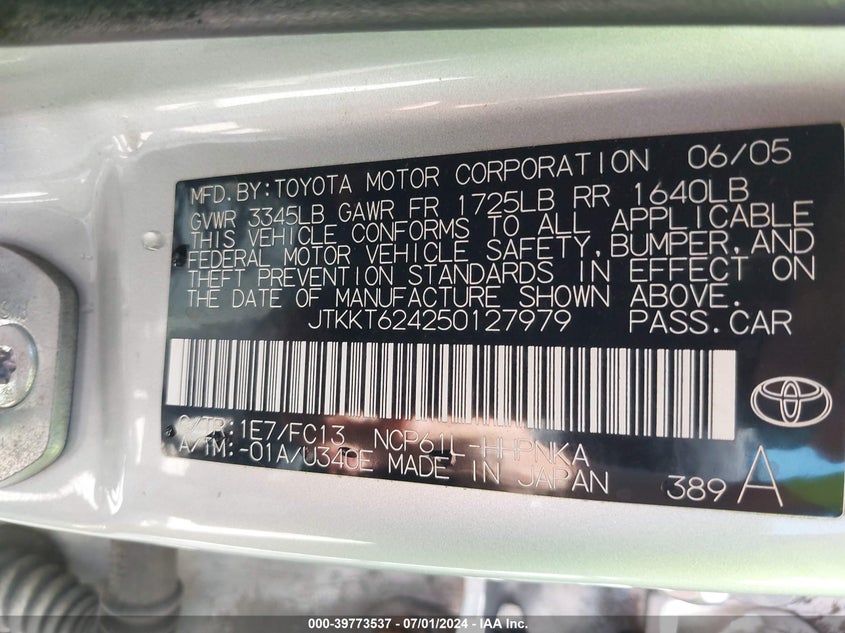 MFD.BY:TOYOTA MOTOR CORPORATION 06/05
GVWR 3345LB GAWR FR 1725LB RR 1640LB
THIS VEHICLE CONFORMS TO ALL APPLICABLE
FEDERAL MOTOR VEHICLE SAFETY,BUMPER,AND
THEFT PREVENTION STANDARDS IN EFFECT ON
THE DATE OF MANUFACTURE SHOWN ABOVE.
JTKKT624250127979 PASS.CAR
C/TR:1E7/FC13 NCP61L-HHPNKA
A/TM:-01A/U340E MADE IN JAPAN 389 A
000-39773537 - 07/01/2024 - IAA Inc.